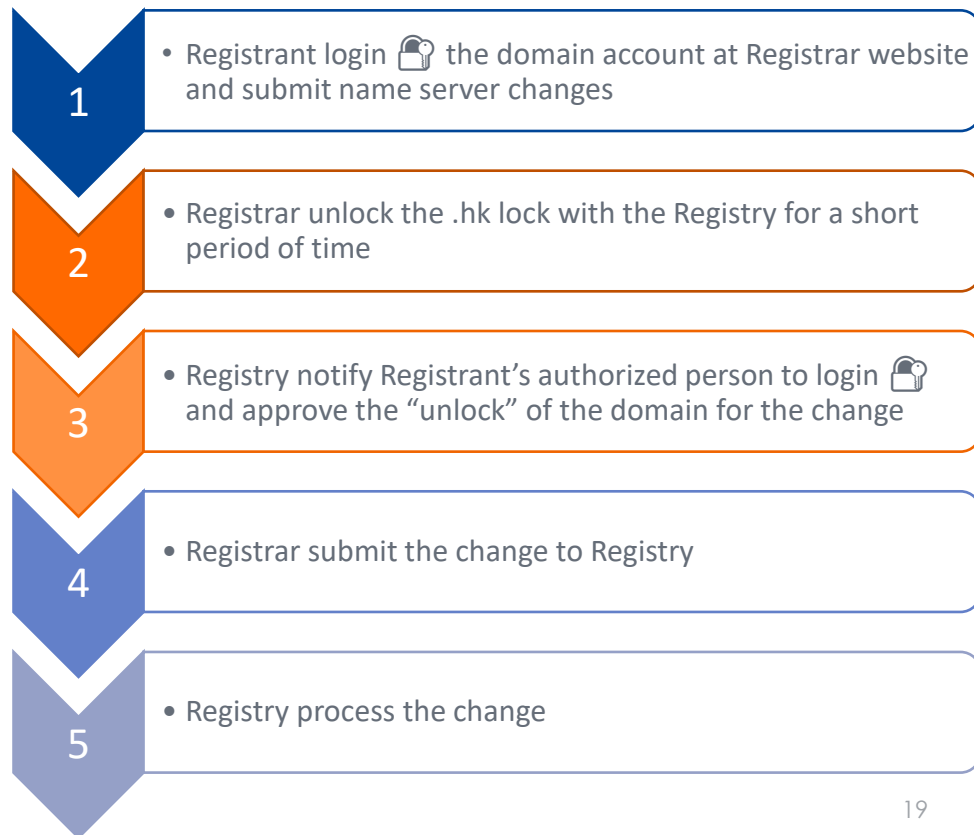 1
• Registrant login the domain account at Registrar website
and submit name server changes
2
• Registrar unlock the .hk lock with the Registry for a short
period of time
3
• Registry notify Registrant’s authorized person to login
and approve the “unlock” of the domain for the change
4
• Registrar submit the change to Registry
5
• Registry process the change
19